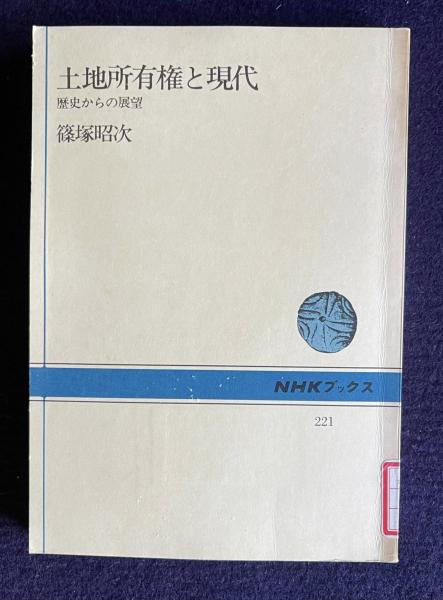 土地所有権と現代
歴史からの展望
篠塚昭次
NHKブックス
221